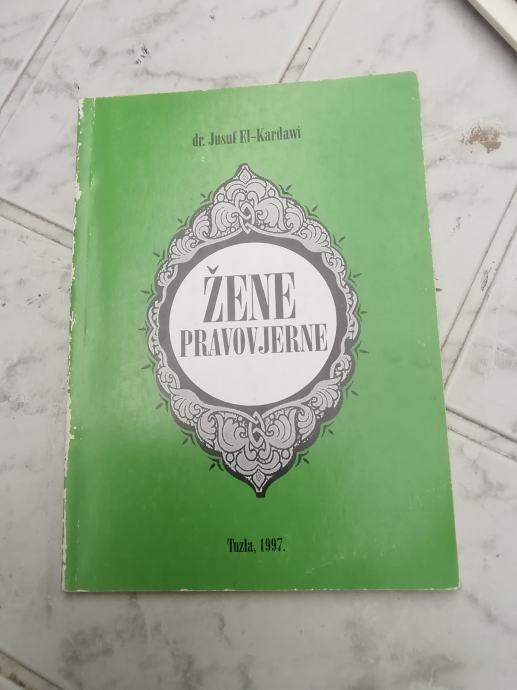 dr. Jusuf El-Kardawi
ŽENE
PRAVOVJERNE
Tuzla, 1997.